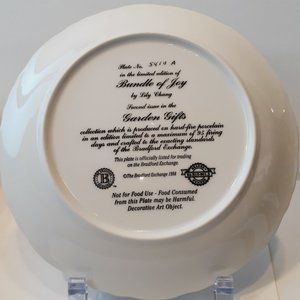 Plate No. 5414 A
in the limited edition of
Bundle of Joy
by Lily Chang
Second issue in the
Garden Gifts
collection which is produced on hard-fire porcelain
in an edition limited to a maximum of 95 firing
days and crafted to the exacting standards
of the Bradford Exchange.
This plate is officially listed for trading
on the Bradford Exchange.
B
©The Bradford Exchange 1998
Not for Food Use - Food Consumed
from this Plate may be Harmful.
Decorative Art Object.